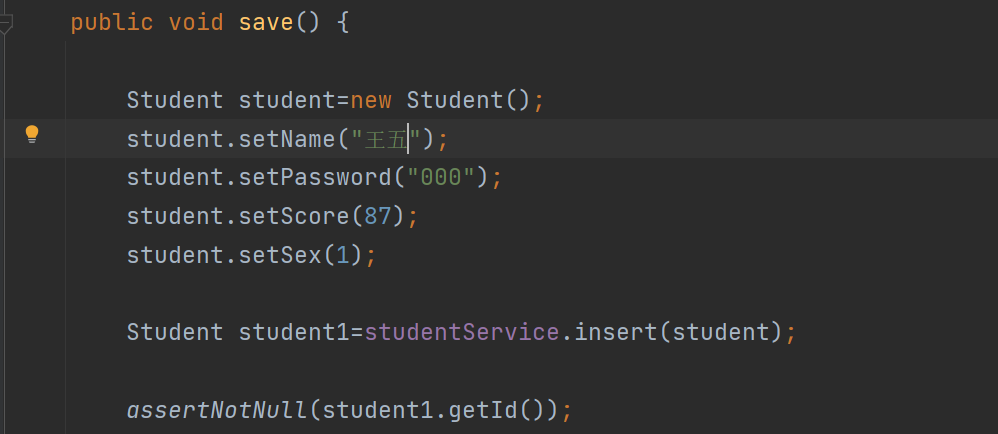 public void save() {
Student student=new Student();
student.setName("王五");
student.setPassword("000");
student.setScore(87);
student.setSex(1);
Student student1=studentService.insert(student);
assertNotNull(student1.getId());